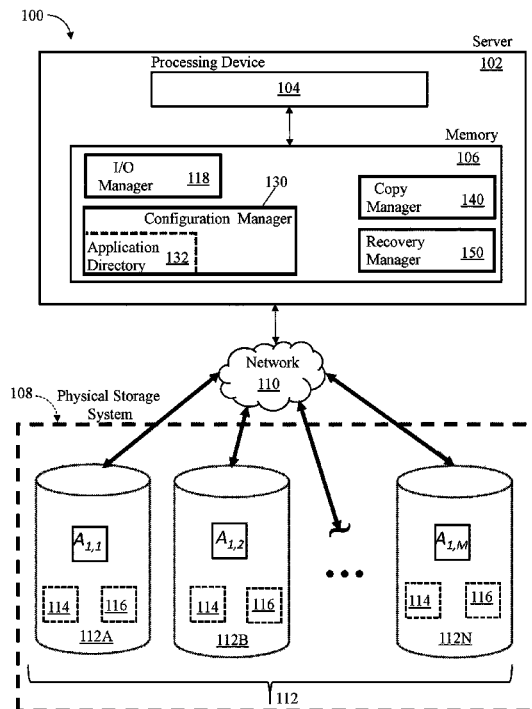 100
Server
102
Processing Device
104
Memory
106
I/O
Manager 118
130
Configuration Manager
Application
Directory 132
Copy
Manager 140
Recovery
Manager 150
Network
110
108
Physical Storage
System
A1,1
114 116
112A
A1,2
114 116
112B
A1,M
114 116
112N
112